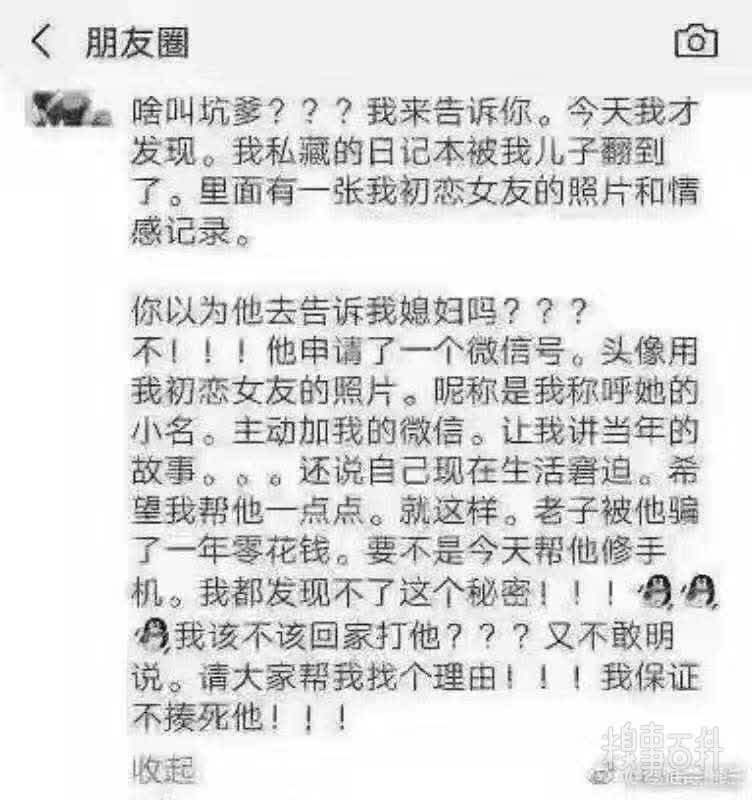 朋友圈
啥叫坑爹？？？我来告诉你。今天我才
发现。我私藏的日记本被我儿子翻到
了。里面有一张我初恋女友的照片和情
感记录。
你以为他去告诉我媳妇吗？？？
不！！！他申请了一个微信号。头像用
我初恋女友的照片。昵称是我称呼她的
小名。主动加我的微信。让我讲当年的
故事。。。还说自己现在生活窘迫。希
望我帮他一点点。就这样。老子被他骗
了一年零花钱。要不是今天帮他修手
机。我都发现不了这个秘密！！！
我该不该回家打他？？？又不敢明
说。请大家帮我找个理由！！！我保证
不揍死他！！！
收起
糗事百科